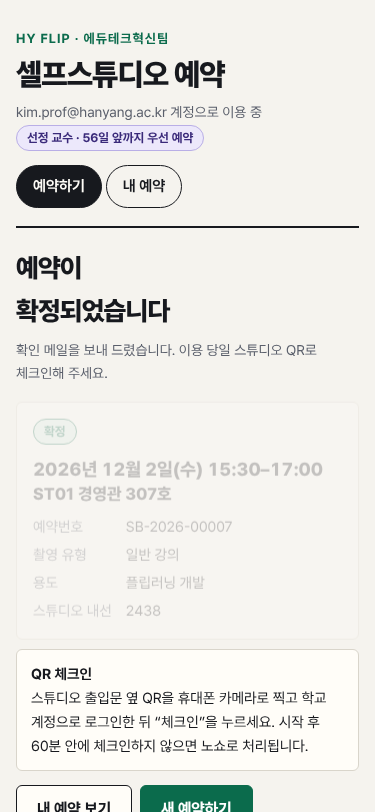 HY FLIP · 에듀테크혁신팀
셀프스튜디오 예약
kim.prof@hanyang.ac.kr 계정으로 이용 중
선정 교수 · 56일 앞까지 우선 예약
예약하기 내 예약
예약이
확정되었습니다
확인 메일을 보내 드렸습니다. 이용 당일 스튜디오 QR로
체크인해 주세요.
확정
2026년 12월 2일(수) 15:30–17:00
ST01 경영관 307호
예약번호 SB-2026-00007
촬영 유형 일반 강의
용도 플립러닝 개발
스튜디오 내선 2438
QR 체크인
스튜디오 출입문 옆 QR을 휴대폰 카메라로 찍고 학교
계정으로 로그인한 뒤 “체크인”을 누르세요. 시작 후
60분 안에 체크인하지 않으면 노쇼로 처리됩니다.
내 예약 보기 새 예약하기